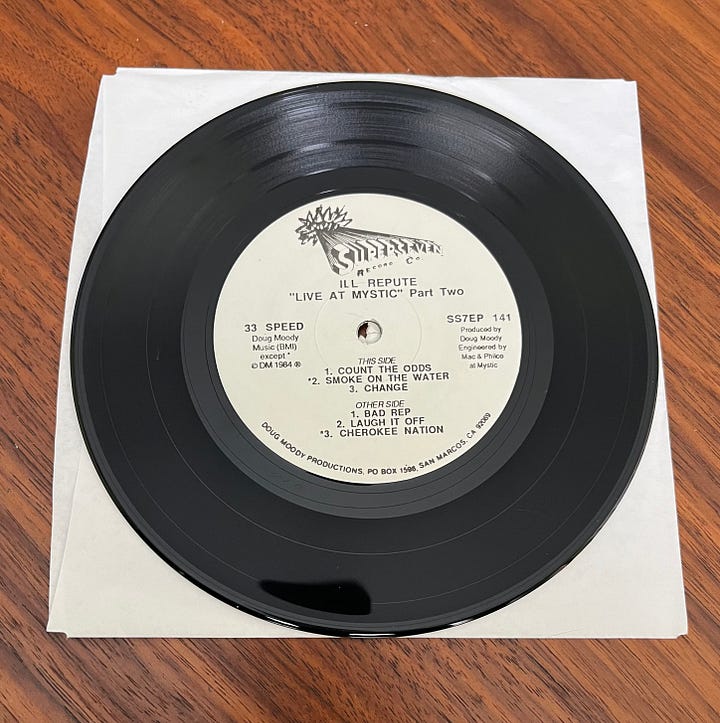 SUPERSEVEN
RECORD CO.
ILL REPUTE
"LIVE AT MYSTIC" Part Two
33 SPEED
Doug Moody
Music (BMI)
except *
© DM 1984 ®
SS7EP 141
Produced by
Doug Moody
Engineered by
Mac & Philco
at Mystic
THIS SIDE
1. COUNT THE ODDS
*2. SMOKE ON THE WATER
3. CHANGE
OTHER SIDE
1. BAD REP
2. LAUGH IT OFF
*3. CHEROKEE NATION
DOUG MOODY PRODUCTIONS, PO BOX 1596, SAN MARCOS, CA 92069